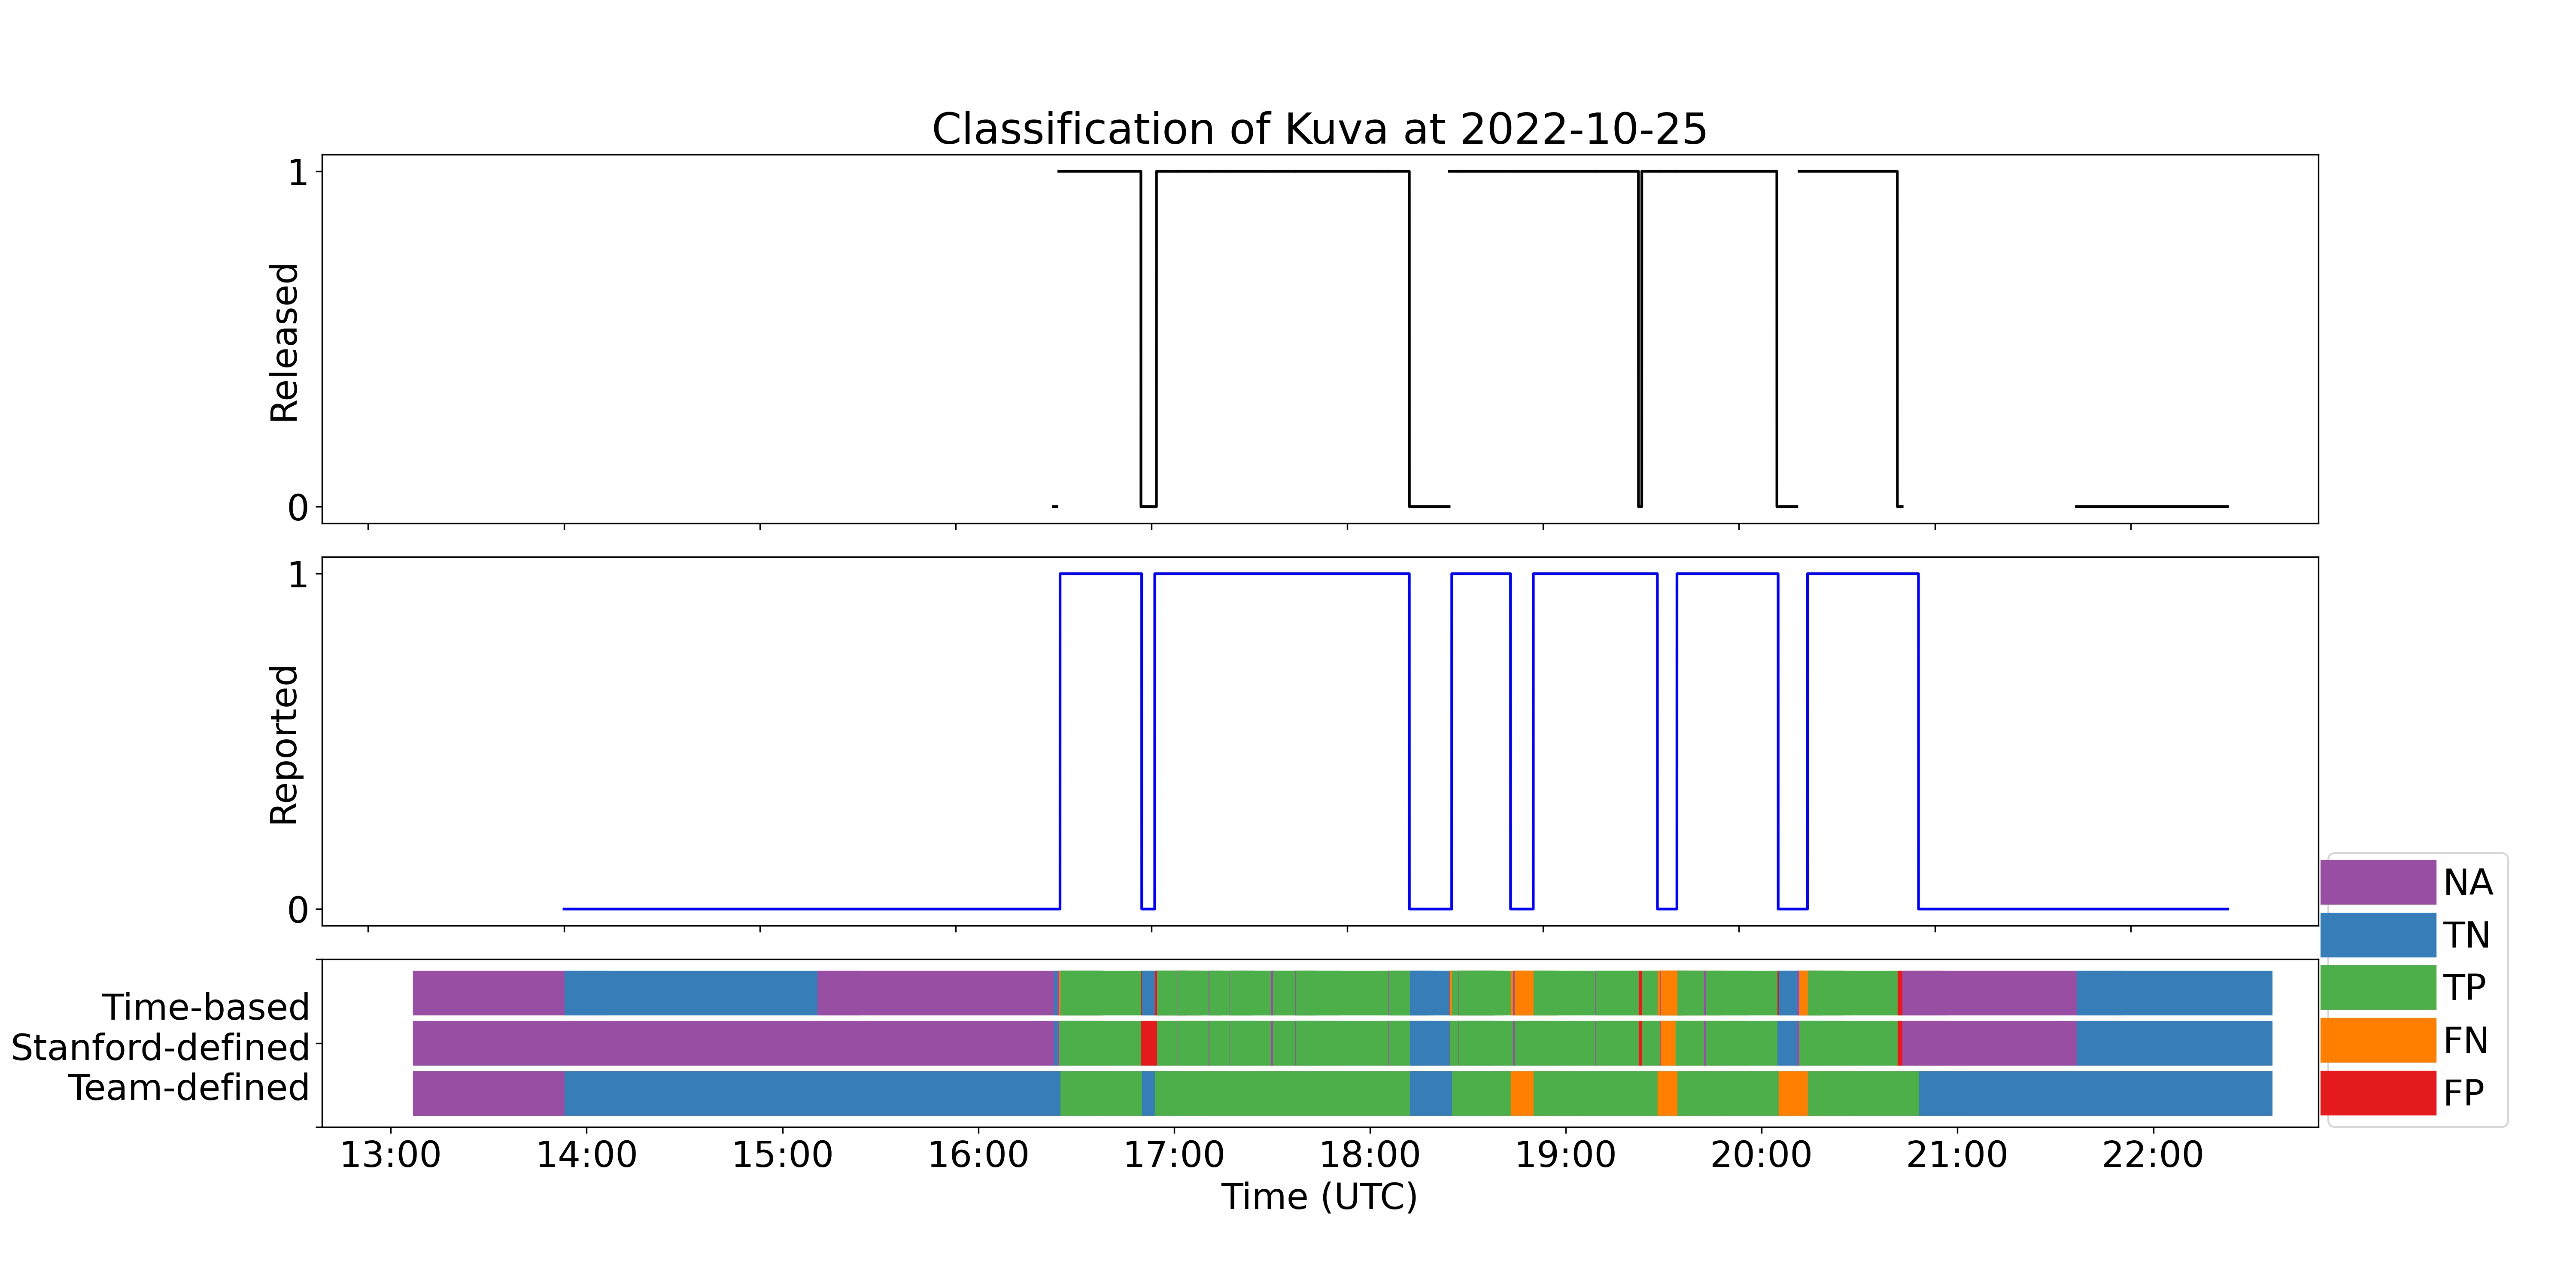 Classification of Kuva at 2022-10-25
1
Released
0
1
Reported
0
NA
TN
TP
FN
FP
Time-based
Stanford-defined
Team-defined
13:00 14:00 15:00 16:00 17:00 18:00 19:00 20:00 21:00 22:00
Time (UTC)